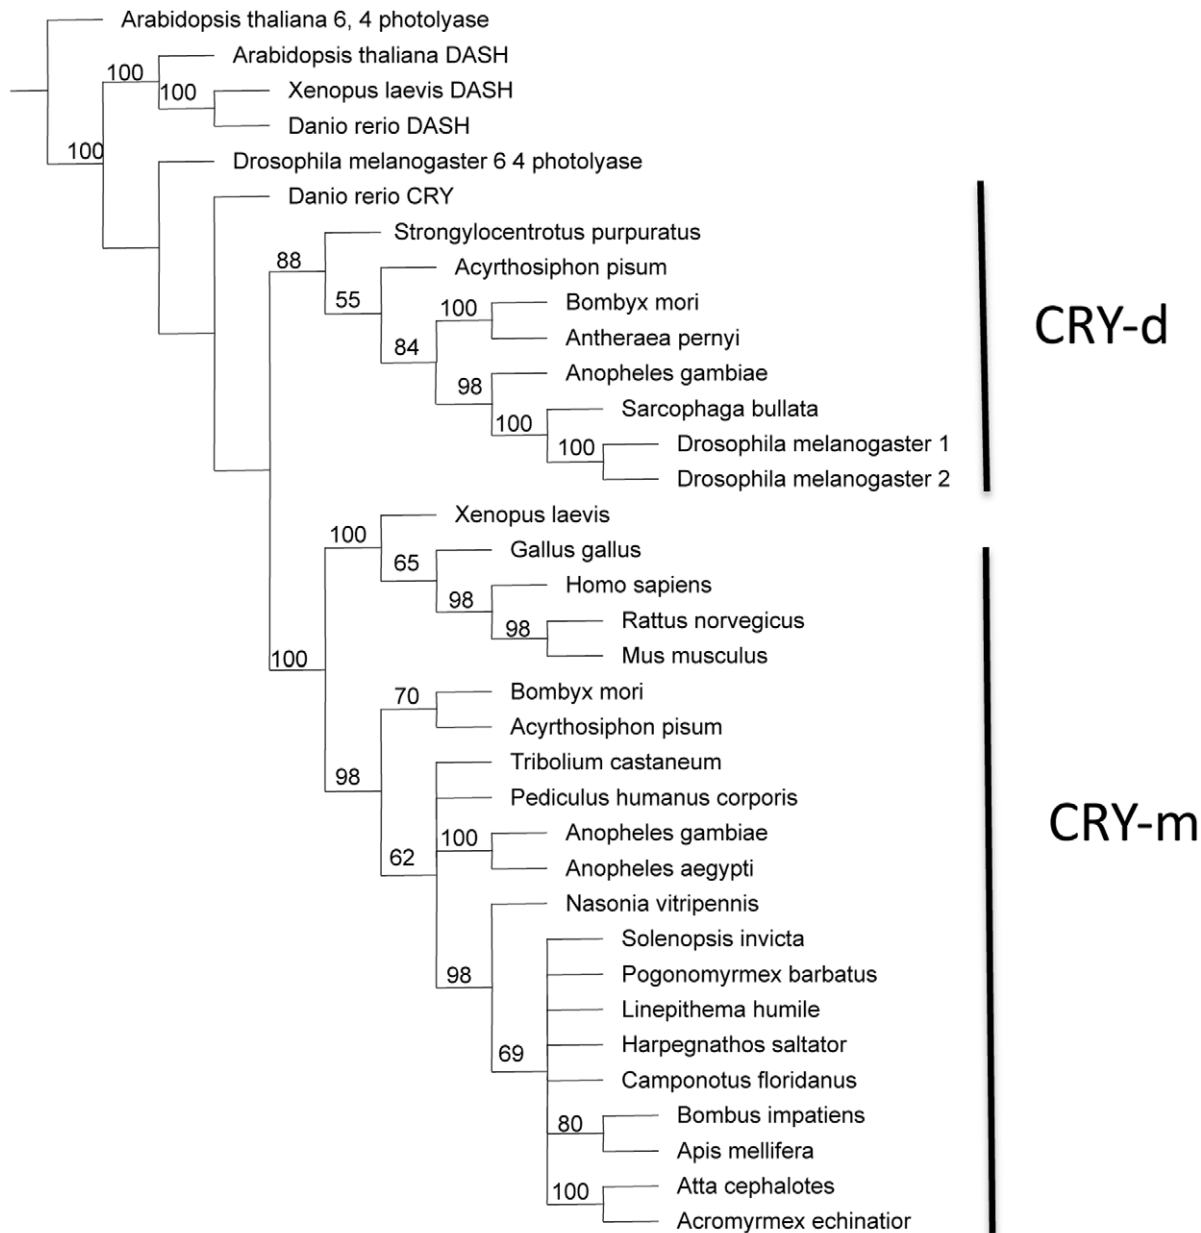 Arabidopsis thaliana 6, 4 photolyase
Arabidopsis thaliana DASH
100
100
Xenopus laevis DASH
Danio rerio DASH
100
Drosophila melanogaster 6 4 photolyase
Danio rerio CRY
Strongylocentrotus purpuratus
88
Acyrthosiphon pisum
55
Bombyx mori
100
CRY-d
Antheraea pernyi
84
Anopheles gambiae
98
Sarcophaga bullata
100
Drosophila melanogaster 1
100
Drosophila melanogaster 2
Xenopus laevis
100
Gallus gallus
65
Homo sapiens
98
Rattus norvegicus
98
Mus musculus
100
Bombyx mori
70
Acyrthosiphon pisum
Tribolium castaneum
98
Pediculus humanus corporis
CRY-m
Anopheles gambiae
100
62
Anopheles aegypti
Nasonia vitripennis
Solenopsis invicta
98
Pogonomyrmex barbatus
Linepithema humile
69
Harpegnathos saltator
Camponotus floridanus
Bombus impatiens
80
Apis mellifera
Atta cephalotes
100
Acromyrmex echinatior